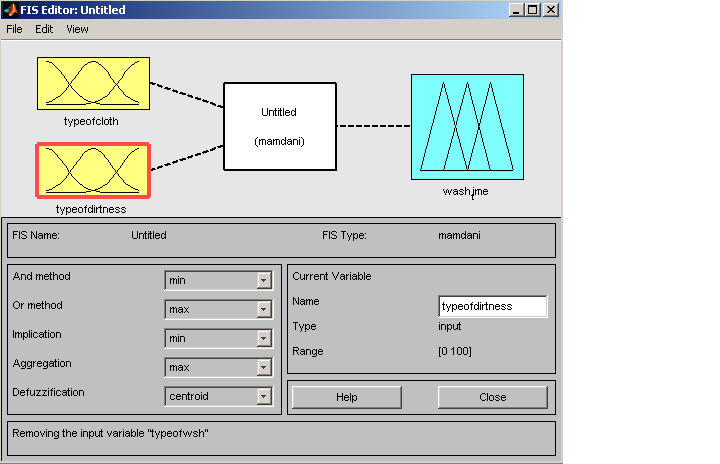 FIS Editor: Untitled
File Edit View
typeofcloth
Untitled
(mamdani)
typeofdirtness
FIS Name: Untitled FIS Type: mamdani
And method min
Or method max
Implication min
Aggregation max
Defuzzification centroid
Current Variable
Name typeofdirtness
Type input
Range [0 100]
Help Close
Removing the input variable "typeofwsh"